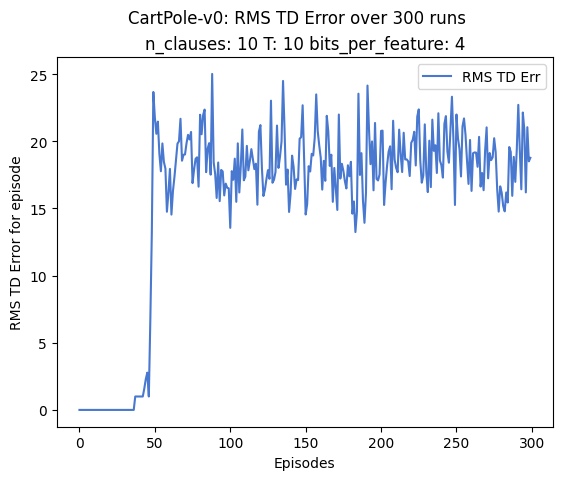 CartPole-v0: RMS TD Error over 300 runs
n_clauses: 10 T: 10 bits_per_feature: 4
RMS TD Err
RMS TD Error for episode
25
20
15
10
5
0
0 50 100 150 200 250 300
Episodes